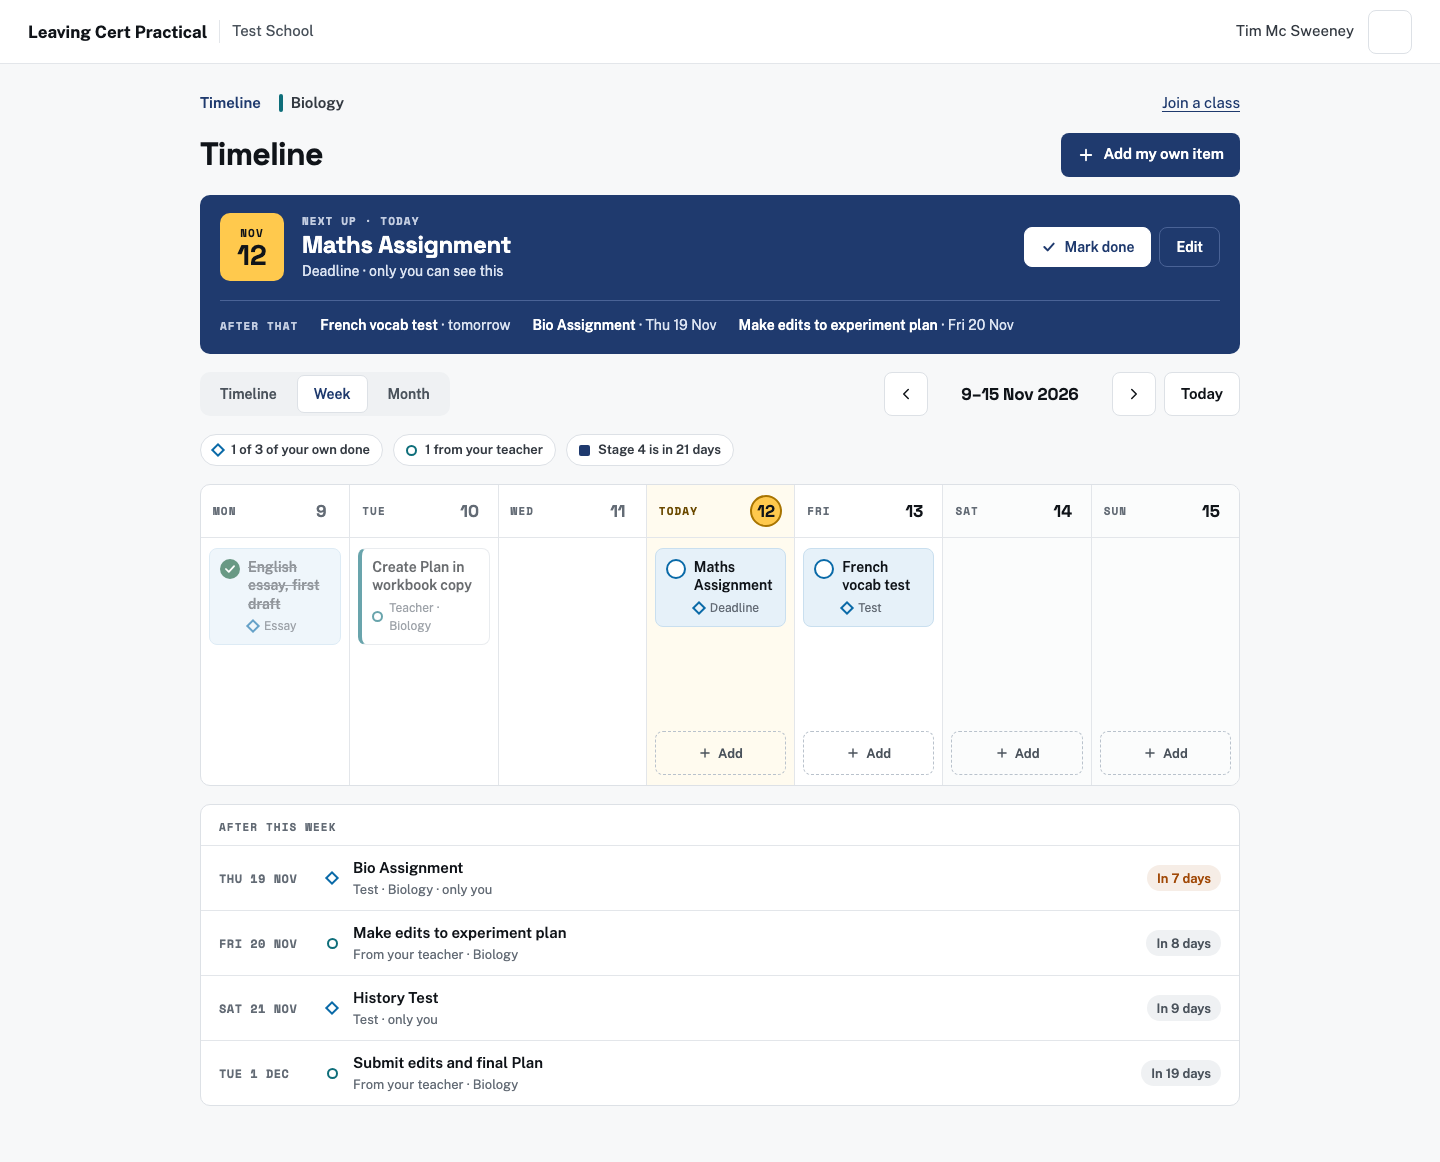 Leaving Cert Practical
Test School
Tim Mc Sweeney
Timeline
Biology
Join a class
Timeline
Add my own item
NOV
12
NEXT UP · TODAY
Maths Assignment
Deadline · only you can see this
Mark done
Edit
AFTER THAT
French vocab test · tomorrow
Bio Assignment · Thu 19 Nov
Make edits to experiment plan · Fri 20 Nov
Timeline
Week
Month
9–15 Nov 2026
Today
1 of 3 of your own done
1 from your teacher
Stage 4 is in 21 days
MON 9
TUE 10
WED 11
TODAY 12
FRI 13
SAT 14
SUN 15
English
essay, first
draft
Essay
Create Plan in
workbook copy
Teacher ·
Biology
Maths
Assignment
Deadline
French
vocab test
Test
Add
Add
Add
Add
AFTER THIS WEEK
THU 19 NOV
Bio Assignment
Test · Biology · only you
In 7 days
FRI 20 NOV
Make edits to experiment plan
From your teacher · Biology
In 8 days
SAT 21 NOV
History Test
Test · only you
In 9 days
TUE 1 DEC
Submit edits and final Plan
From your teacher · Biology
In 19 days